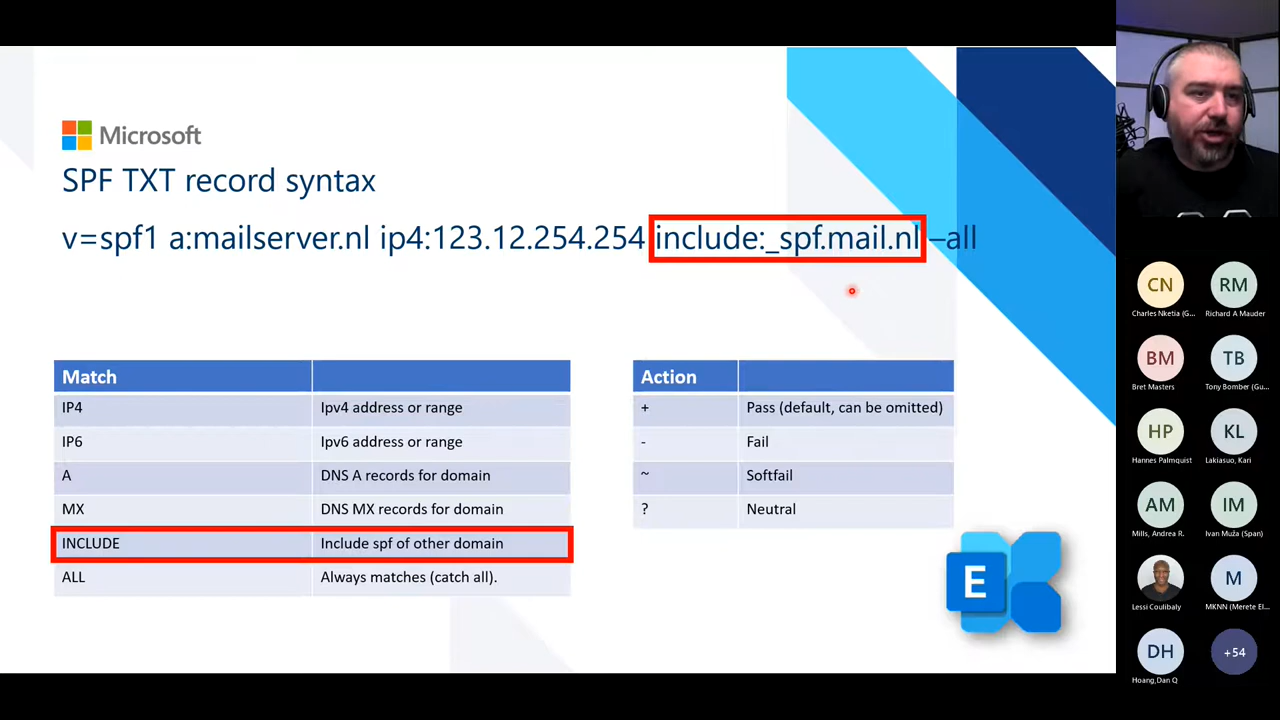 Microsoft
SPF TXT record syntax
v=spf1 a:mailserver.nl ip4:123.12.254.254 include:_spf.mail.nl –all
Match
IP4 Ipv4 address or range
IP6 Ipv6 address or range
A DNS A records for domain
MX DNS MX records for domain
INCLUDE Include spf of other domain
ALL Always matches (catch all).
Action
+ Pass (default, can be omitted)
- Fail
~ Softfail
? Neutral
E
CN RM
Charles Nketia (G... Richard A Mauder
BM TB
Bret Masters Tony Bomber (Gu...
HP KL
Hannes Palmquist Lakiasuo, Kari
AM IM
Mills, Andrea R. Ivan Muža (Span)
M
Lessi Coulibaly MKNN (Merete El...
DH +54
Hoang,Dan Q